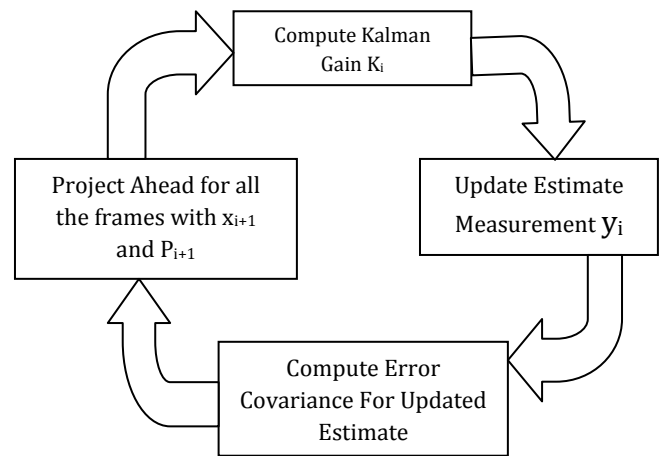 Compute Kalman
Gain Kᵢ
Update Estimate
Measurement yᵢ
Compute Error
Covariance For Updated
Estimate
Project Ahead for all
the frames with xᵢ₊₁
and Pᵢ₊₁